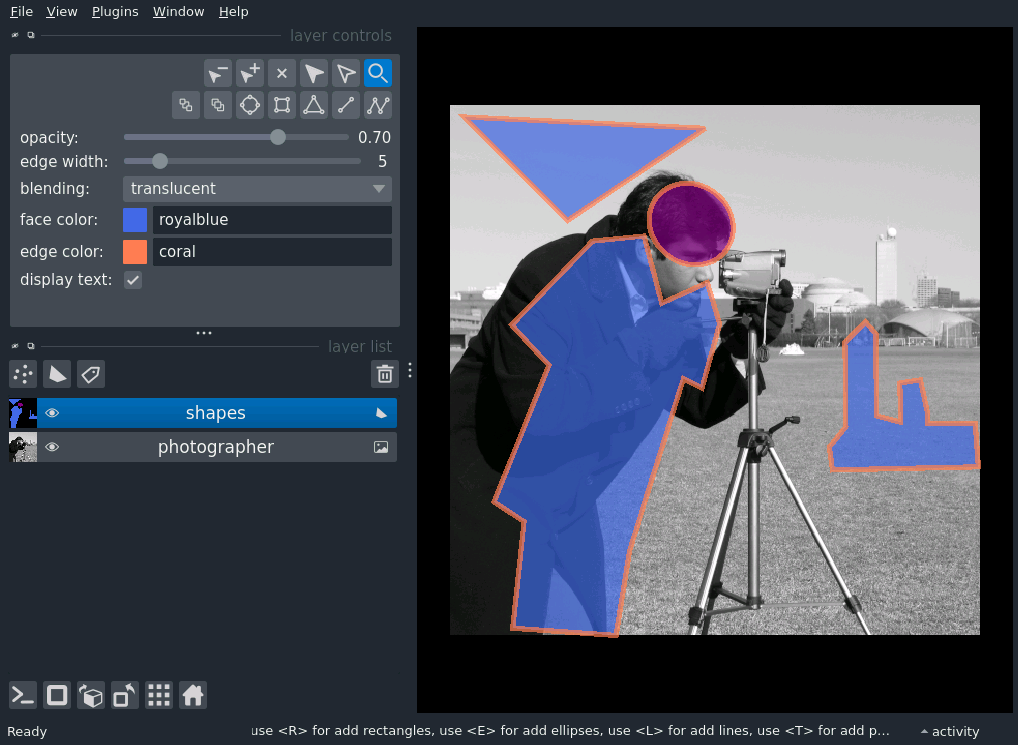 File View Plugins Window Help
layer controls
opacity: 0.70
edge width: 5
blending: translucent
face color: royalblue
edge color: coral
display text:
layer list
shapes
photographer
Ready use <R> for add rectangles, use <E> for add ellipses, use <L> for add lines, use <T> for add p... activity